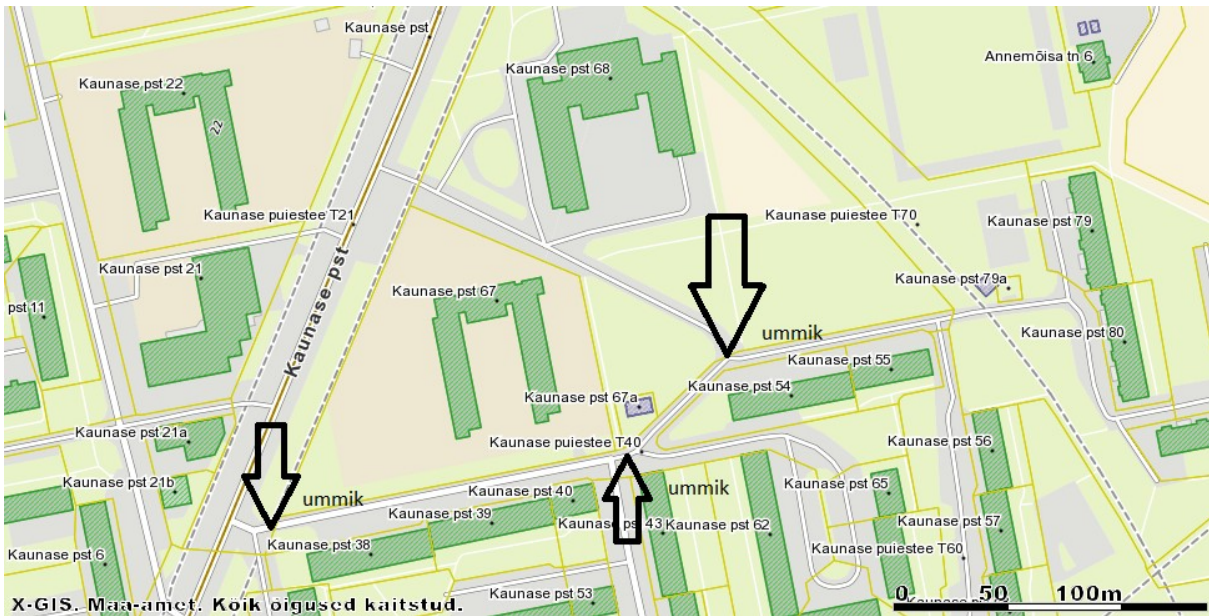 Kaunase pst
Annemõisa tn 6
Kaunase pst 68
Kaunase pst 22
22
Kaunase puiestee T21
Kaunase puiestee T70
Kaunase pst 79
Kaunase pst 21
Kaunase pst 79a
pst 11
Kaunase pst 67
Kaunase pst
ummik
Kaunase pst 80
Kaunase pst 55
Kaunase pst 54
Kaunase pst 67a
Kaunase pst 21a
Kaunase puiestee T40
Kaunase pst 56
Kaunase pst 21b
ummik
Kaunase pst 40
ummik
Kaunase pst 65
Kaunase pst 39
Kaunase pst 43
Kaunase pst 62
Kaunase pst 57
Kaunase pst 6
Kaunase pst 38
Kaunase puiestee T60
Kaunase pst 53
0 50 100m
X-GIS. Maa-amet. Kõik õigused kaitstud.